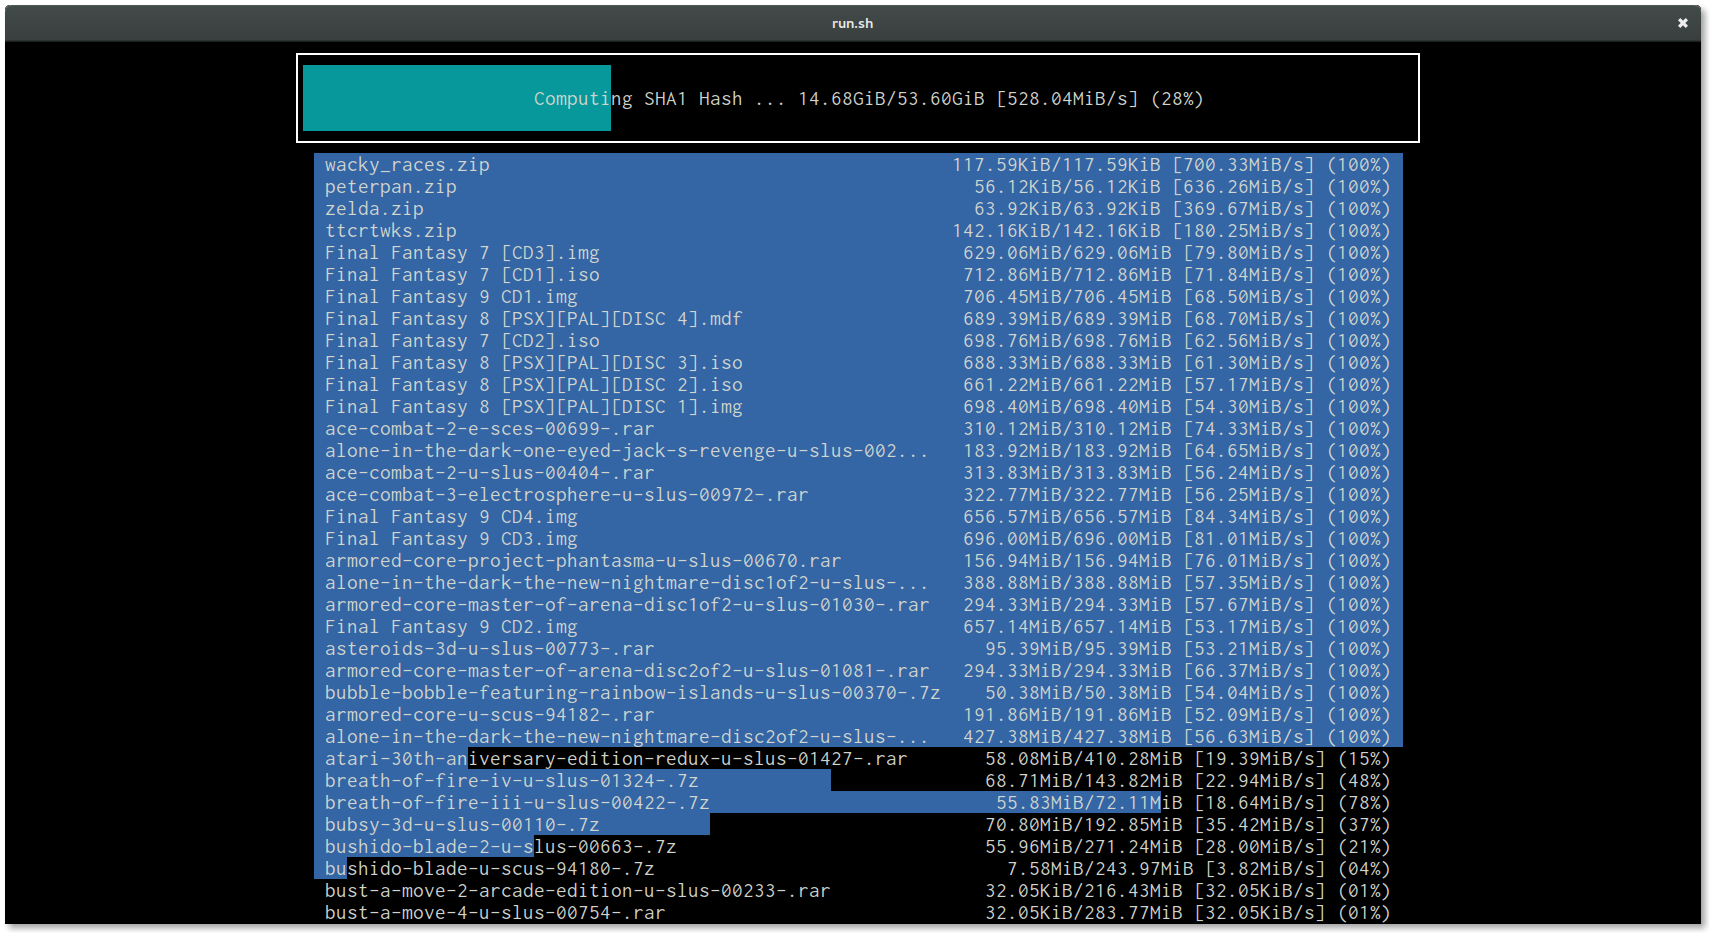 run.sh
Computing SHA1 Hash ... 14.68GiB/53.60GiB [528.04MiB/s] (28%)
wacky_races.zip 117.59KiB/117.59KiB [700.33MiB/s] (100%)
peterpan.zip 56.12KiB/56.12KiB [636.26MiB/s] (100%)
zelda.zip 63.92KiB/63.92KiB [369.67MiB/s] (100%)
ttcrtwks.zip 142.16KiB/142.16KiB [180.25MiB/s] (100%)
Final Fantasy 7 [CD3].img 629.06MiB/629.06MiB [79.80MiB/s] (100%)
Final Fantasy 7 [CD1].iso 712.86MiB/712.86MiB [71.84MiB/s] (100%)
Final Fantasy 9 CD1.img 706.45MiB/706.45MiB [68.50MiB/s] (100%)
Final Fantasy 8 [PSX][PAL][DISC 4].mdf 689.39MiB/689.39MiB [68.70MiB/s] (100%)
Final Fantasy 7 [CD2].iso 698.76MiB/698.76MiB [62.56MiB/s] (100%)
Final Fantasy 8 [PSX][PAL][DISC 3].iso 688.33MiB/688.33MiB [61.30MiB/s] (100%)
Final Fantasy 8 [PSX][PAL][DISC 2].iso 661.22MiB/661.22MiB [57.17MiB/s] (100%)
Final Fantasy 8 [PSX][PAL][DISC 1].img 698.40MiB/698.40MiB [54.30MiB/s] (100%)
ace-combat-2-e-sces-00699-.rar 310.12MiB/310.12MiB [74.33MiB/s] (100%)
alone-in-the-dark-one-eyed-jack-s-revenge-u-slus-002... 183.92MiB/183.92MiB [64.65MiB/s] (100%)
ace-combat-2-u-slus-00404-.rar 313.83MiB/313.83MiB [56.24MiB/s] (100%)
ace-combat-3-electrosphere-u-slus-00972-.rar 322.77MiB/322.77MiB [56.25MiB/s] (100%)
Final Fantasy 9 CD4.img 656.57MiB/656.57MiB [84.34MiB/s] (100%)
Final Fantasy 9 CD3.img 696.00MiB/696.00MiB [81.01MiB/s] (100%)
armored-core-project-phantasma-u-slus-00670.rar 156.94MiB/156.94MiB [76.01MiB/s] (100%)
alone-in-the-dark-the-new-nightmare-disc1of2-u-slus-... 388.88MiB/388.88MiB [57.35MiB/s] (100%)
armored-core-master-of-arena-disc1of2-u-slus-01030-.rar 294.33MiB/294.33MiB [57.67MiB/s] (100%)
Final Fantasy 9 CD2.img 657.14MiB/657.14MiB [53.17MiB/s] (100%)
asteroids-3d-u-slus-00773-.rar 95.39MiB/95.39MiB [53.21MiB/s] (100%)
armored-core-master-of-arena-disc2of2-u-slus-01081-.rar 294.33MiB/294.33MiB [66.37MiB/s] (100%)
bubble-bobble-featuring-rainbow-islands-u-slus-00370-.7z 50.38MiB/50.38MiB [54.04MiB/s] (100%)
armored-core-u-scus-94182-.rar 191.86MiB/191.86MiB [52.09MiB/s] (100%)
alone-in-the-dark-the-new-nightmare-disc2of2-u-slus-... 427.38MiB/427.38MiB [56.63MiB/s] (100%)
atari-30th-aniversary-edition-redux-u-slus-01427-.rar 58.08MiB/410.28MiB [19.39MiB/s] (15%)
breath-of-fire-iv-u-slus-01324-.7z 68.71MiB/143.82MiB [22.94MiB/s] (48%)
breath-of-fire-iii-u-slus-00422-.7z 55.83MiB/72.11MiB [18.64MiB/s] (78%)
bubsy-3d-u-slus-00110-.7z 70.80MiB/192.85MiB [35.42MiB/s] (37%)
bushido-blade-2-u-slus-00663-.7z 55.96MiB/271.24MiB [28.00MiB/s] (21%)
bushido-blade-u-scus-94180-.7z 7.58MiB/243.97MiB [3.82MiB/s] (04%)
bust-a-move-2-arcade-edition-u-slus-00233-.rar 32.05KiB/216.43MiB [32.05KiB/s] (01%)
bust-a-move-4-u-slus-00754-.rar 32.05KiB/283.77MiB [32.05KiB/s] (01%)